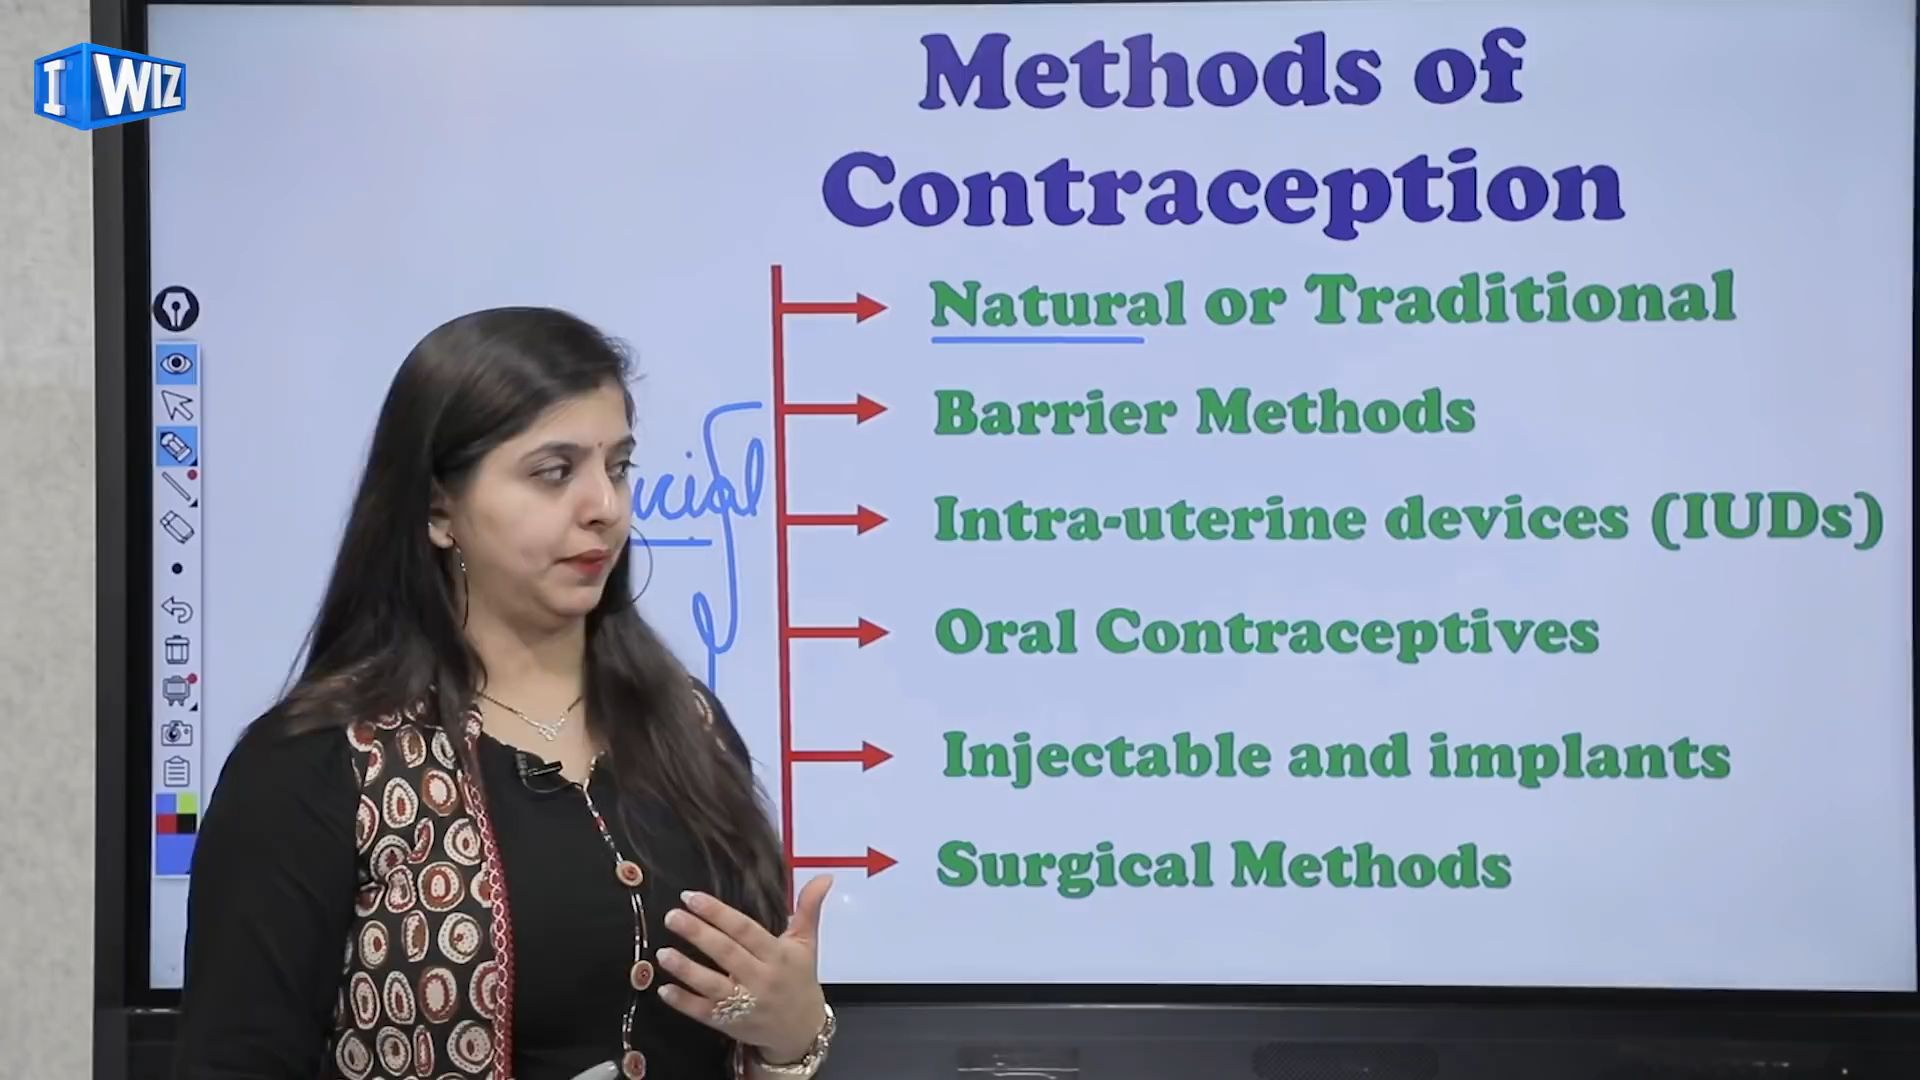 I WIZ
Methods of
Contraception
Natural or Traditional
Barrier Methods
Intra-uterine devices (IUDs)
Oral Contraceptives
Injectable and implants
Surgical Methods